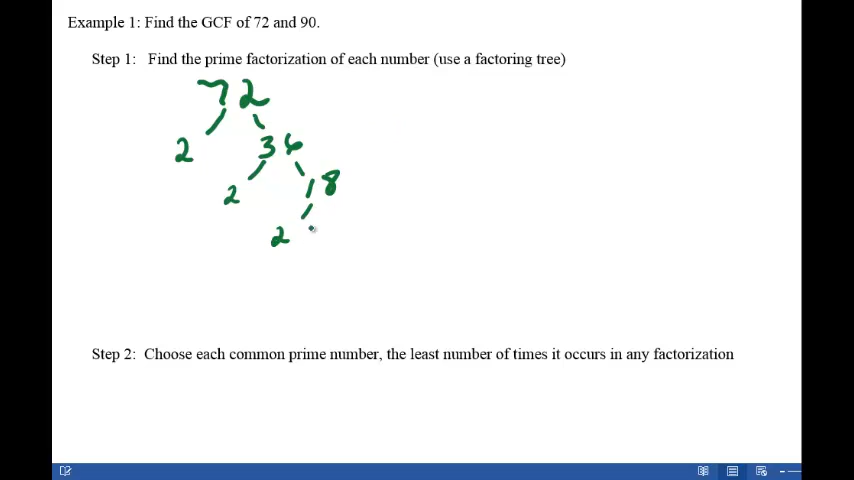 Example 1: Find the GCF of 72 and 90.
Step 1: Find the prime factorization of each number (use a factoring tree)
72
2 36
2 18
2
Step 2: Choose each common prime number, the least number of times it occurs in any factorization